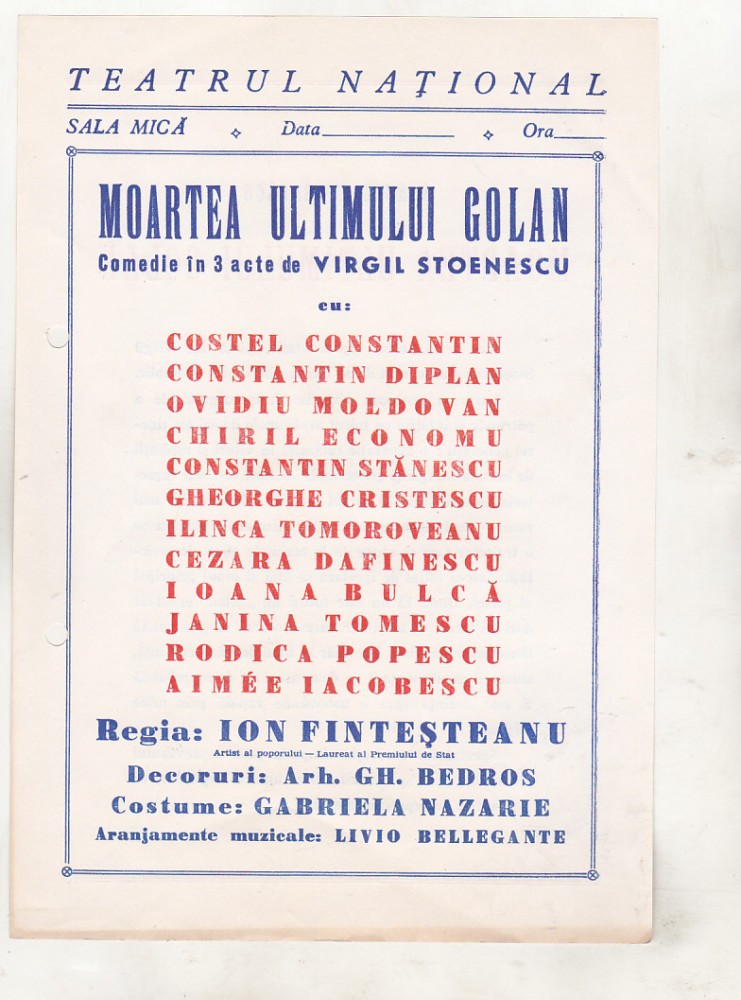 TEATRUL NAŢIONAL
SALA MICĂ Data Ora
MOARTEA ULTIMULUI GOLAN
Comedie în 3 acte de VIRGIL STOENESCU
cu:
COSTEL CONSTANTIN
CONSTANTIN DIPLAN
OVIDIU MOLDOVAN
CHIRIL ECONOMU
CONSTANTIN STĂNESCU
GHEORGHE CRISTESCU
ILINCA TOMOROVEANU
CEZARA DAFINESCU
IOANA BULCĂ
JANINA TOMESCU
RODICA POPESCU
AIMÉE IACOBESCU
Regia: ION FINTEŞTEANU
Artist al poporului — Laureat al Premiului de Stat
Decoruri: Arh. GH. BEDROS
Costume: GABRIELA NAZARIE
Aranjamente muzicale: LIVIO BELLEGANTE